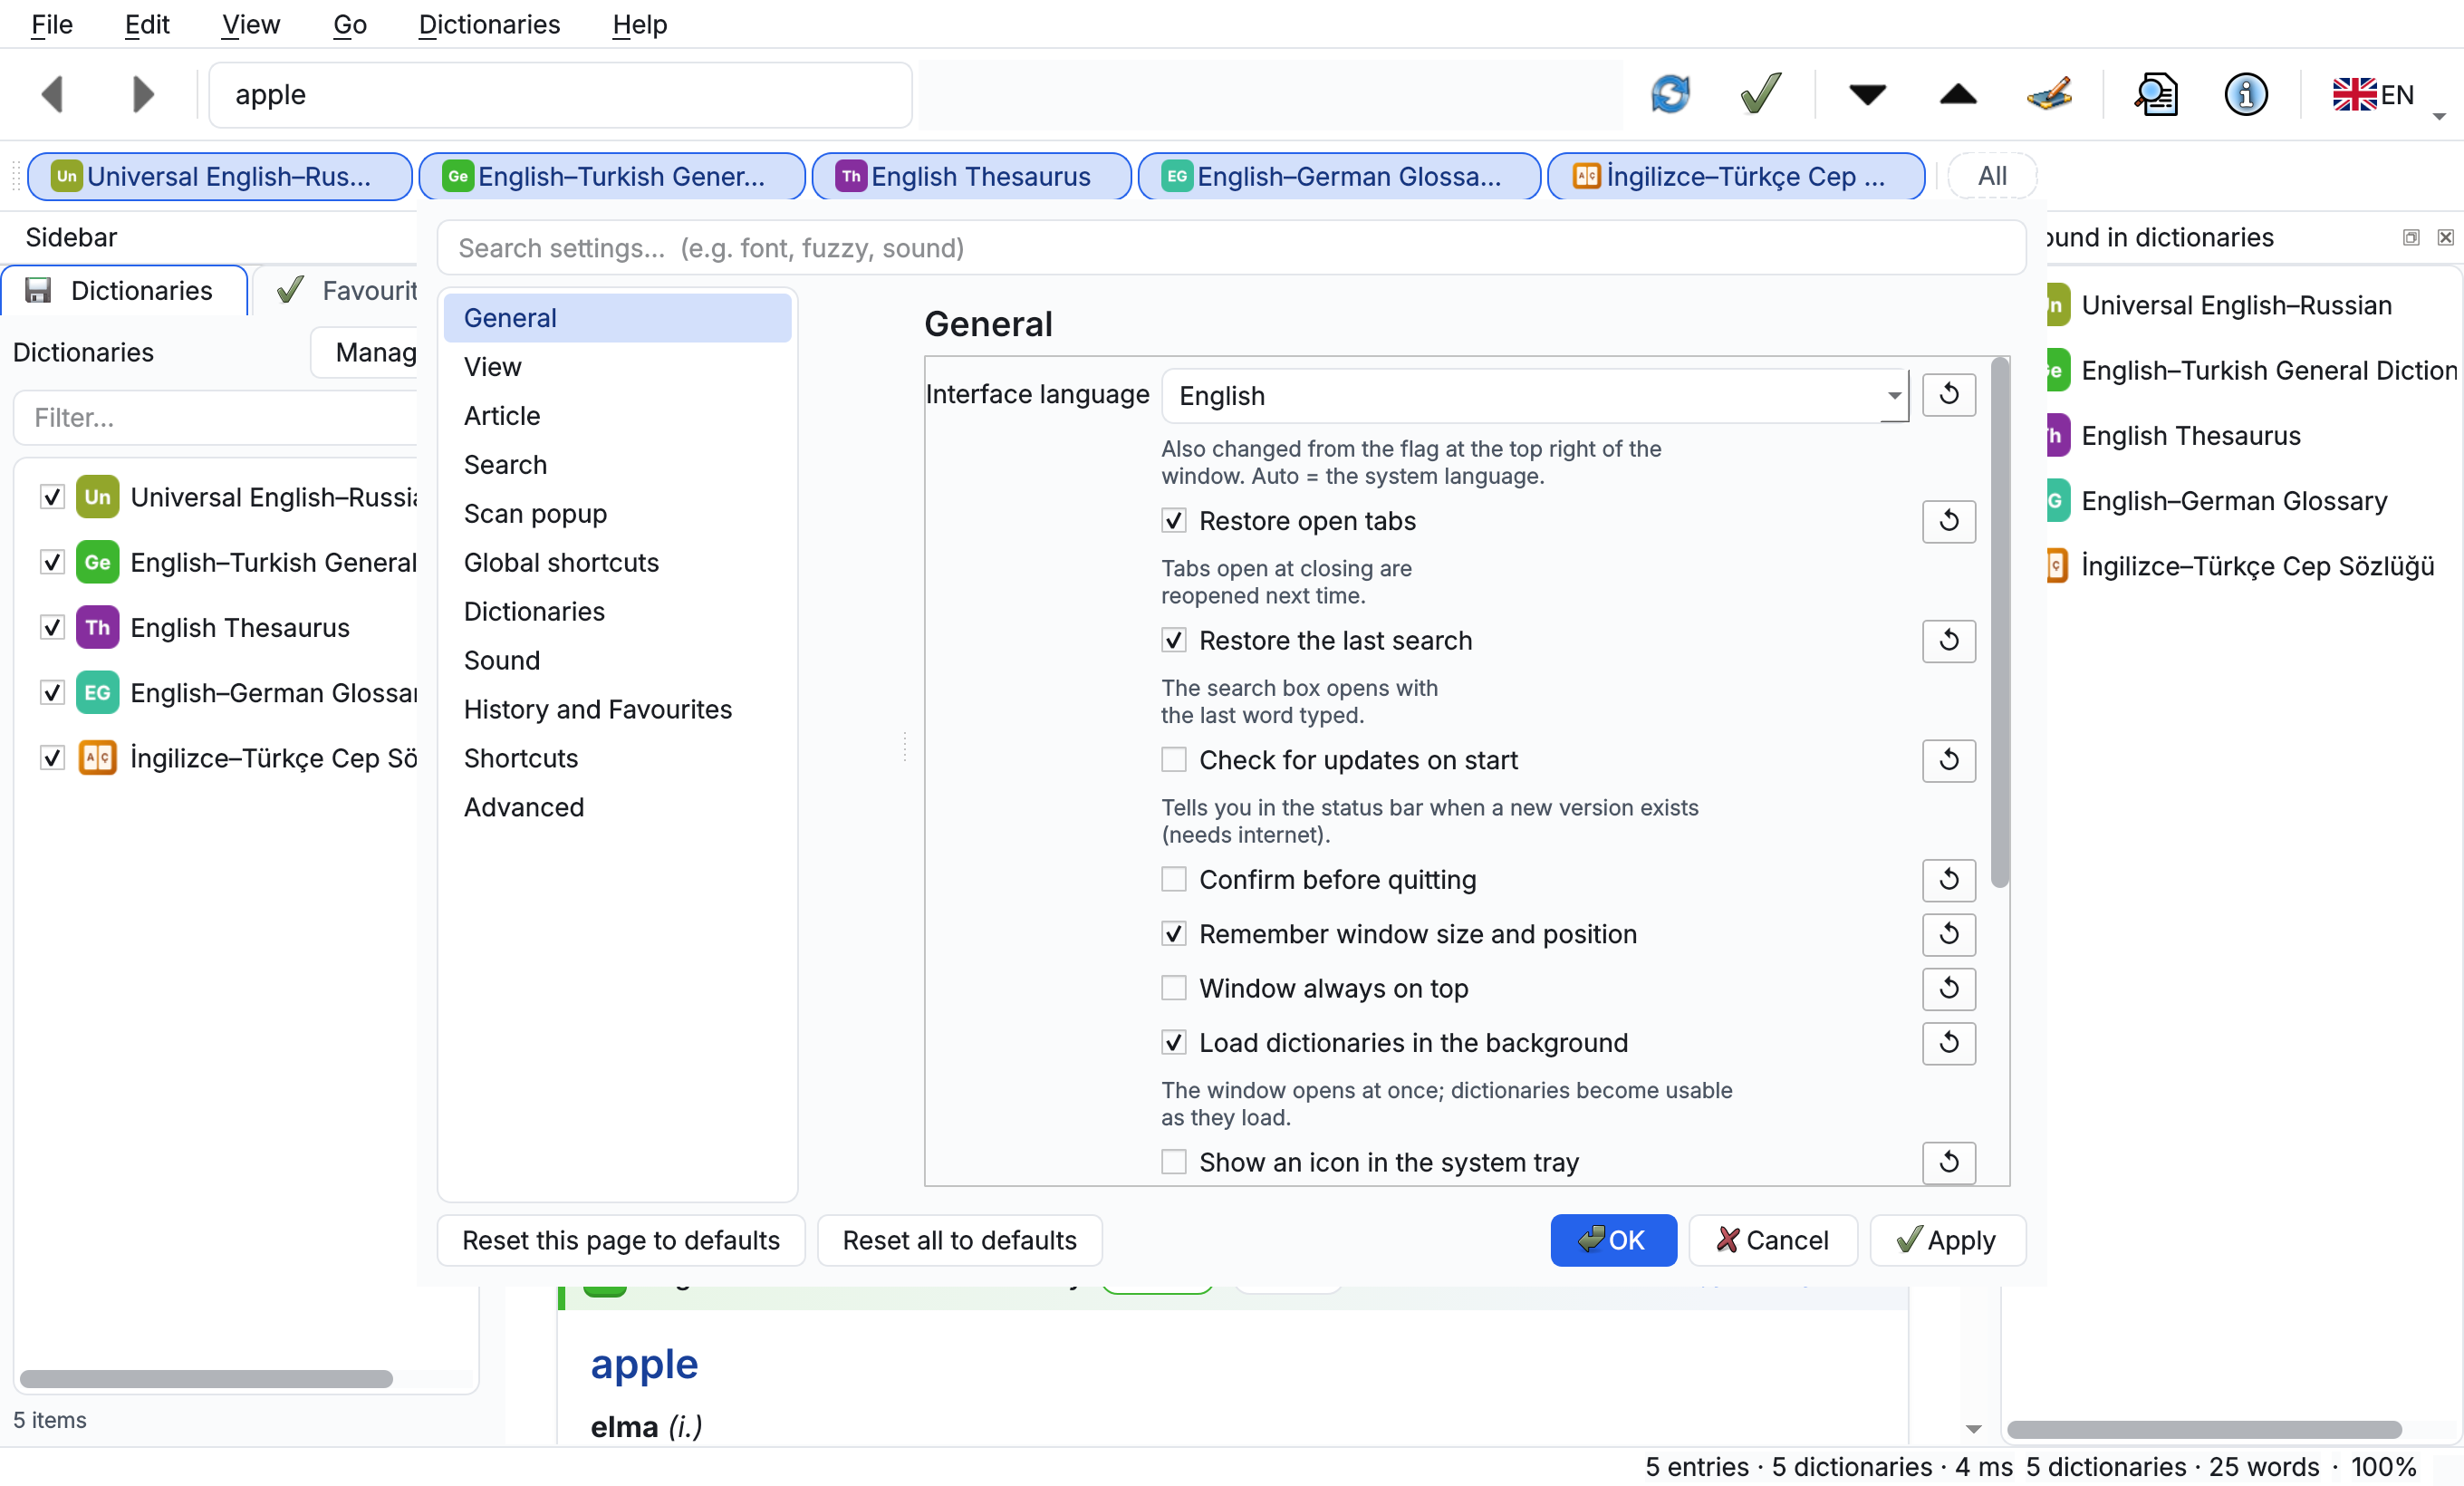 File Edit View Go Dictionaries Help
apple
EN
Un Universal English–Rus...
Ge English–Turkish Gener...
Th English Thesaurus
EG English–German Glossa...
İngilizce–Türkçe Cep ...
All
Sidebar
Dictionaries
Favourit
Dictionaries
Manag
Filter...
Un Universal English–Russia
Ge English–Turkish General
Th English Thesaurus
EG English–German Glossar
AÇ İngilizce–Türkçe Cep Sö
5 items
Search settings... (e.g. font, fuzzy, sound)
General
View
Article
Search
Scan popup
Global shortcuts
Dictionaries
Sound
History and Favourites
Shortcuts
Advanced
General
Interface language English
Also changed from the flag at the top right of the
window. Auto = the system language.
Restore open tabs
Tabs open at closing are
reopened next time.
Restore the last search
The search box opens with
the last word typed.
Check for updates on start
Tells you in the status bar when a new version exists
(needs internet).
Confirm before quitting
Remember window size and position
Window always on top
Load dictionaries in the background
The window opens at once; dictionaries become usable
as they load.
Show an icon in the system tray
Reset this page to defaults
Reset all to defaults
OK
Cancel
Apply
ound in dictionaries
Universal English–Russian
English–Turkish General Diction
English Thesaurus
English–German Glossary
İngilizce–Türkçe Cep Sözlüğü
apple
elma (i.)
5 entries · 5 dictionaries · 4 ms 5 dictionaries · 25 words · 100%